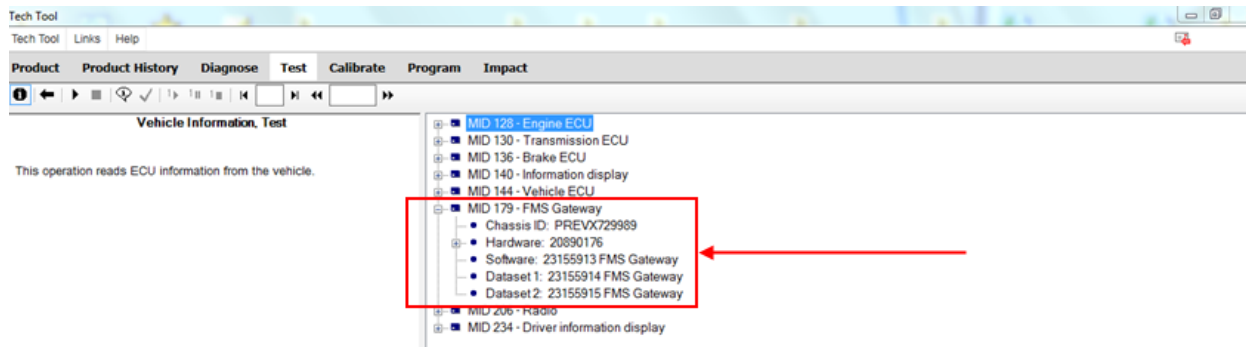 Tech Tool
Tech Tool Links Help
Product Product History Diagnose Test Calibrate Program Impact
Vehicle Information, Test
This operation reads ECU information from the vehicle.
MID 128 - Engine ECU
MID 130 - Transmission ECU
MID 136 - Brake ECU
MID 140 - Information display
MID 144 - Vehicle ECU
MID 179 - FMS Gateway
Chassis ID: PREVX729989
Hardware: 20890176
Software: 23155913 FMS Gateway
Dataset 1: 23155914 FMS Gateway
Dataset 2: 23155915 FMS Gateway
MID 206 - Radio
MID 234 - Driver information display